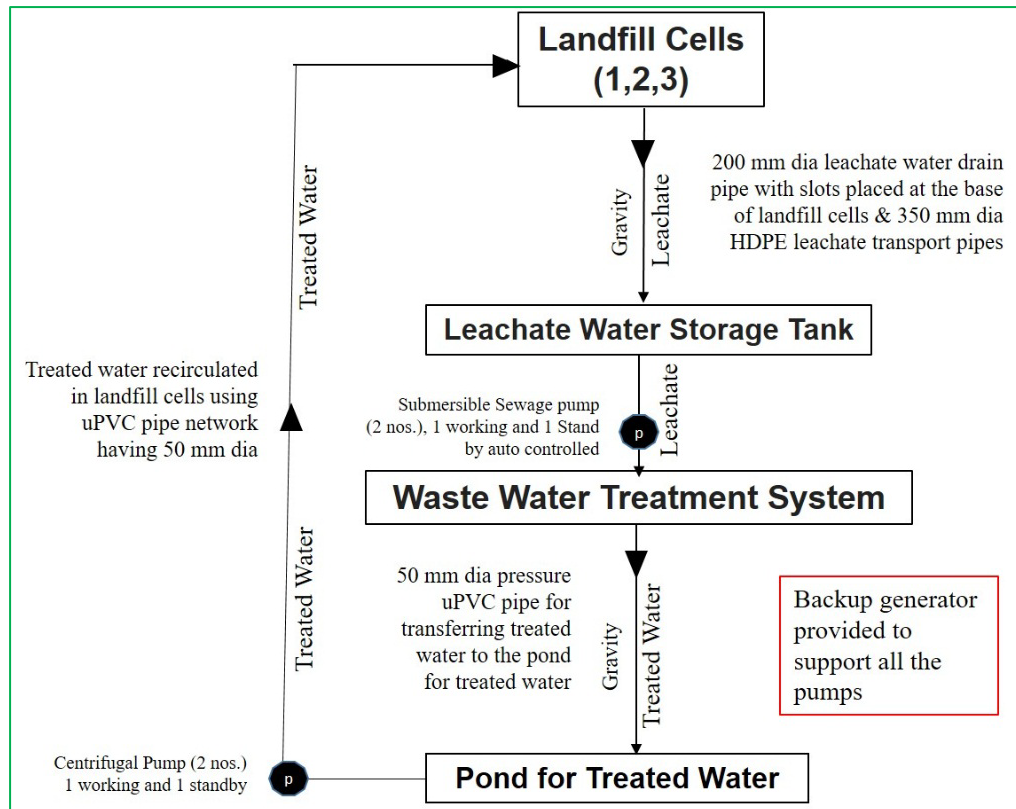 Landfill Cells
(1,2,3)
Treated Water
Gravity
Leachate
200 mm dia leachate water drain
pipe with slots placed at the base
of landfill cells & 350 mm dia
HDPE leachate transport pipes
Leachate Water Storage Tank
Treated water recirculated
in landfill cells using
uPVC pipe network
having 50 mm dia
Submersible Sewage pump
(2 nos.), 1 working and 1 Stand
by auto controlled
p
Leachate
Waste Water Treatment System
Treated Water
50 mm dia pressure
uPVC pipe for
transferring treated
water to the pond
for treated water
Gravity
Treated Water
Backup generator
provided to
support all the
pumps
Centrifugal Pump (2 nos.)
1 working and 1 standby
p
Pond for Treated Water